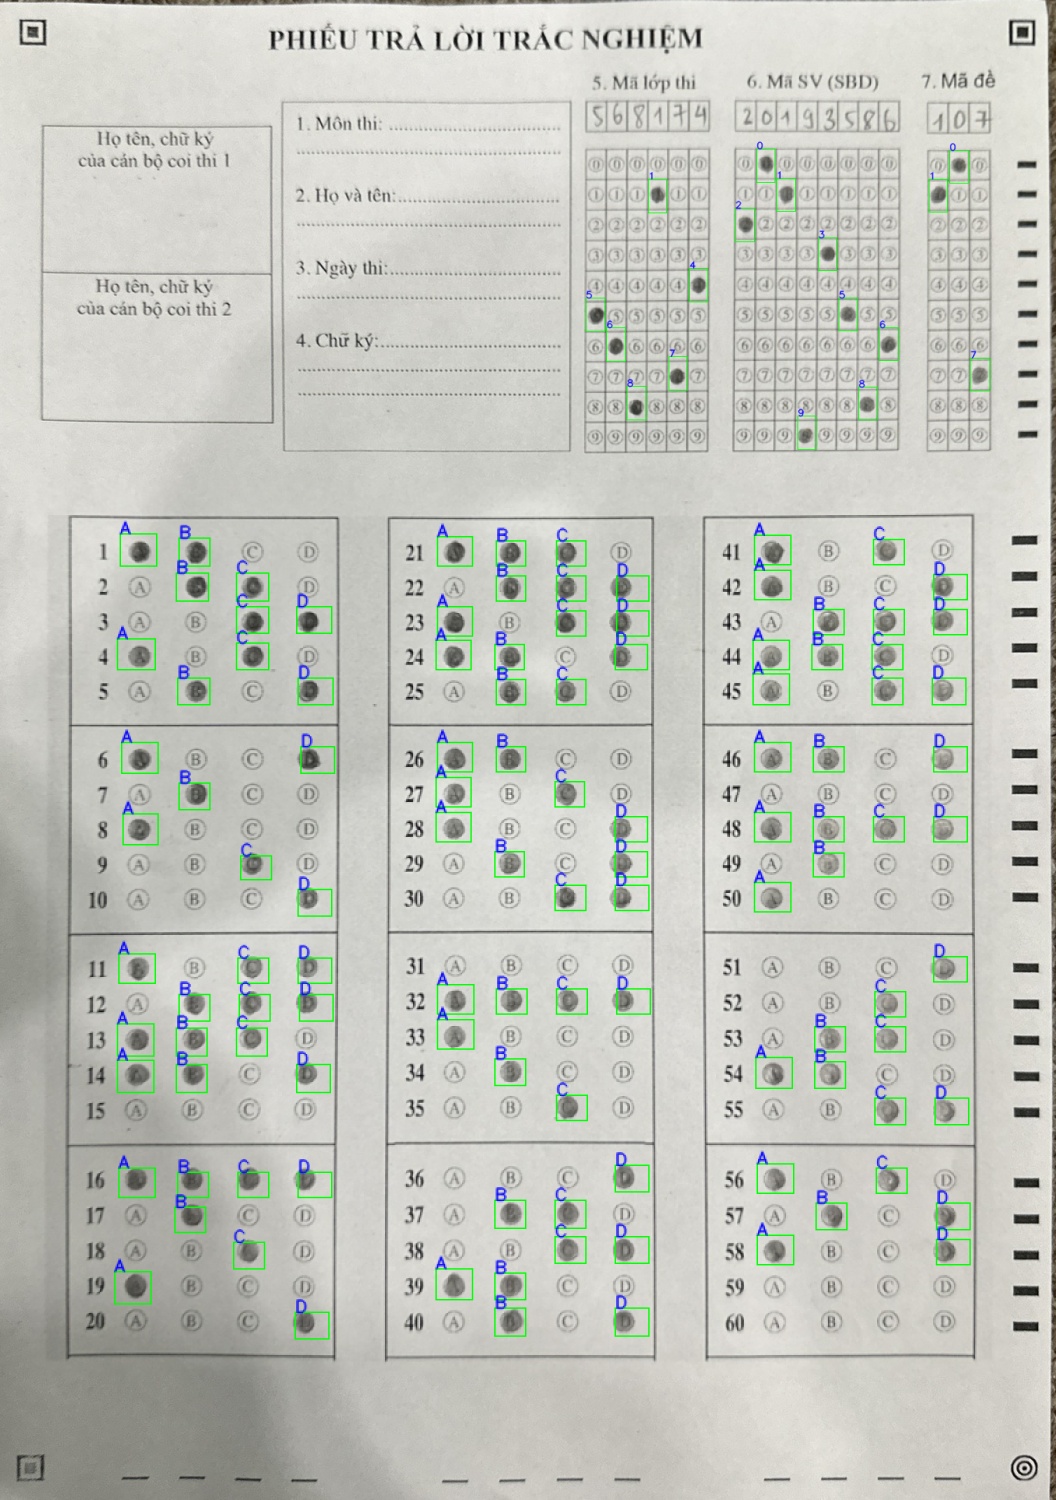 PHIẾU TRẢ LỜI TRẮC NGHIỆM
Họ tên, chữ ký
của cán bộ coi thi 1
Họ tên, chữ ký
của cán bộ coi thi 2
1. Môn thi:
2. Họ và tên:
3. Ngày thi:
4. Chữ ký:
5. Mã lớp thi
5 6 8 1 7 4
6. Mã SV (SBD)
2 0 1 9 3 5 8 6
7. Mã đề
1 0 7
1 A B C D
2 A B C D
3 A B C D
4 A B C D
5 A B C D
6 A B C D
7 A B C D
8 A B C D
9 A B C D
10 A B C D
11 A B C D
12 A B C D
13 A B C D
14 A B C D
15 A B C D
16 A B C D
17 A B C D
18 A B C D
19 A B C D
20 A B C D
21 A B C D
22 A B C D
23 A B C D
24 A B C D
25 A B C D
26 A B C D
27 A B C D
28 A B C D
29 A B C D
30 A B C D
31 A B C D
32 A B C D
33 A B C D
34 A B C D
35 A B C D
36 A B C D
37 A B C D
38 A B C D
39 A B C D
40 A B C D
41 A B C D
42 A B C D
43 A B C D
44 A B C D
45 A B C D
46 A B C D
47 A B C D
48 A B C D
49 A B C D
50 A B C D
51 A B C D
52 A B C D
53 A B C D
54 A B C D
55 A B C D
56 A B C D
57 A B C D
58 A B C D
59 A B C D
60 A B C D